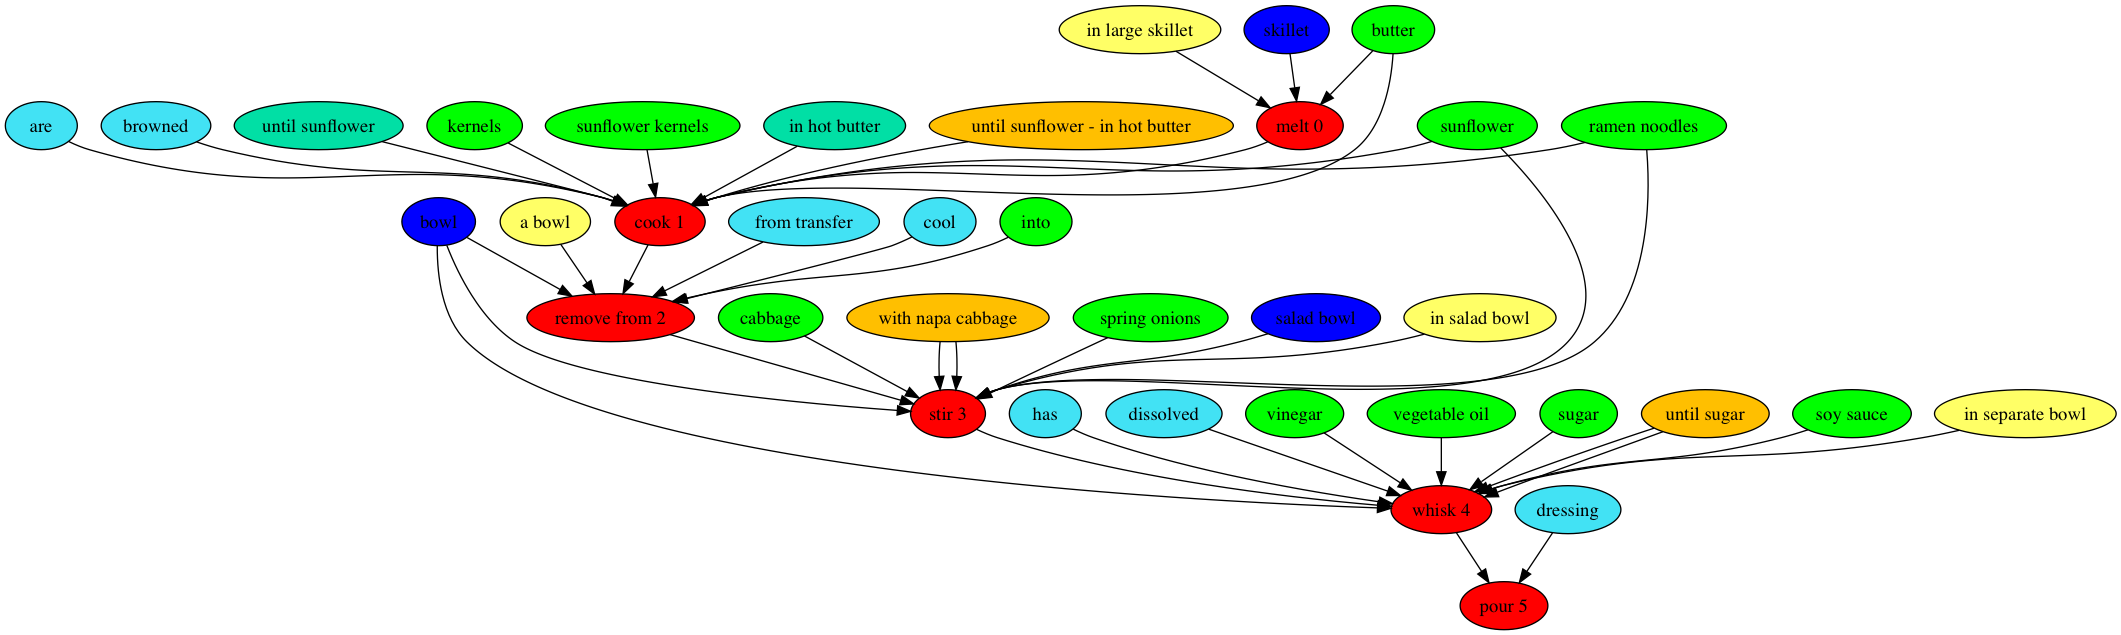 in large skillet
skillet
butter
are
browned
until sunflower
kernels
sunflower kernels
in hot butter
until sunflower - in hot butter
melt 0
sunflower
ramen noodles
bowl
a bowl
cook 1
from transfer
cool
into
remove from 2
cabbage
with napa cabbage
spring onions
salad bowl
in salad bowl
stir 3
has
dissolved
vinegar
vegetable oil
sugar
until sugar
soy sauce
in separate bowl
whisk 4
dressing
pour 5